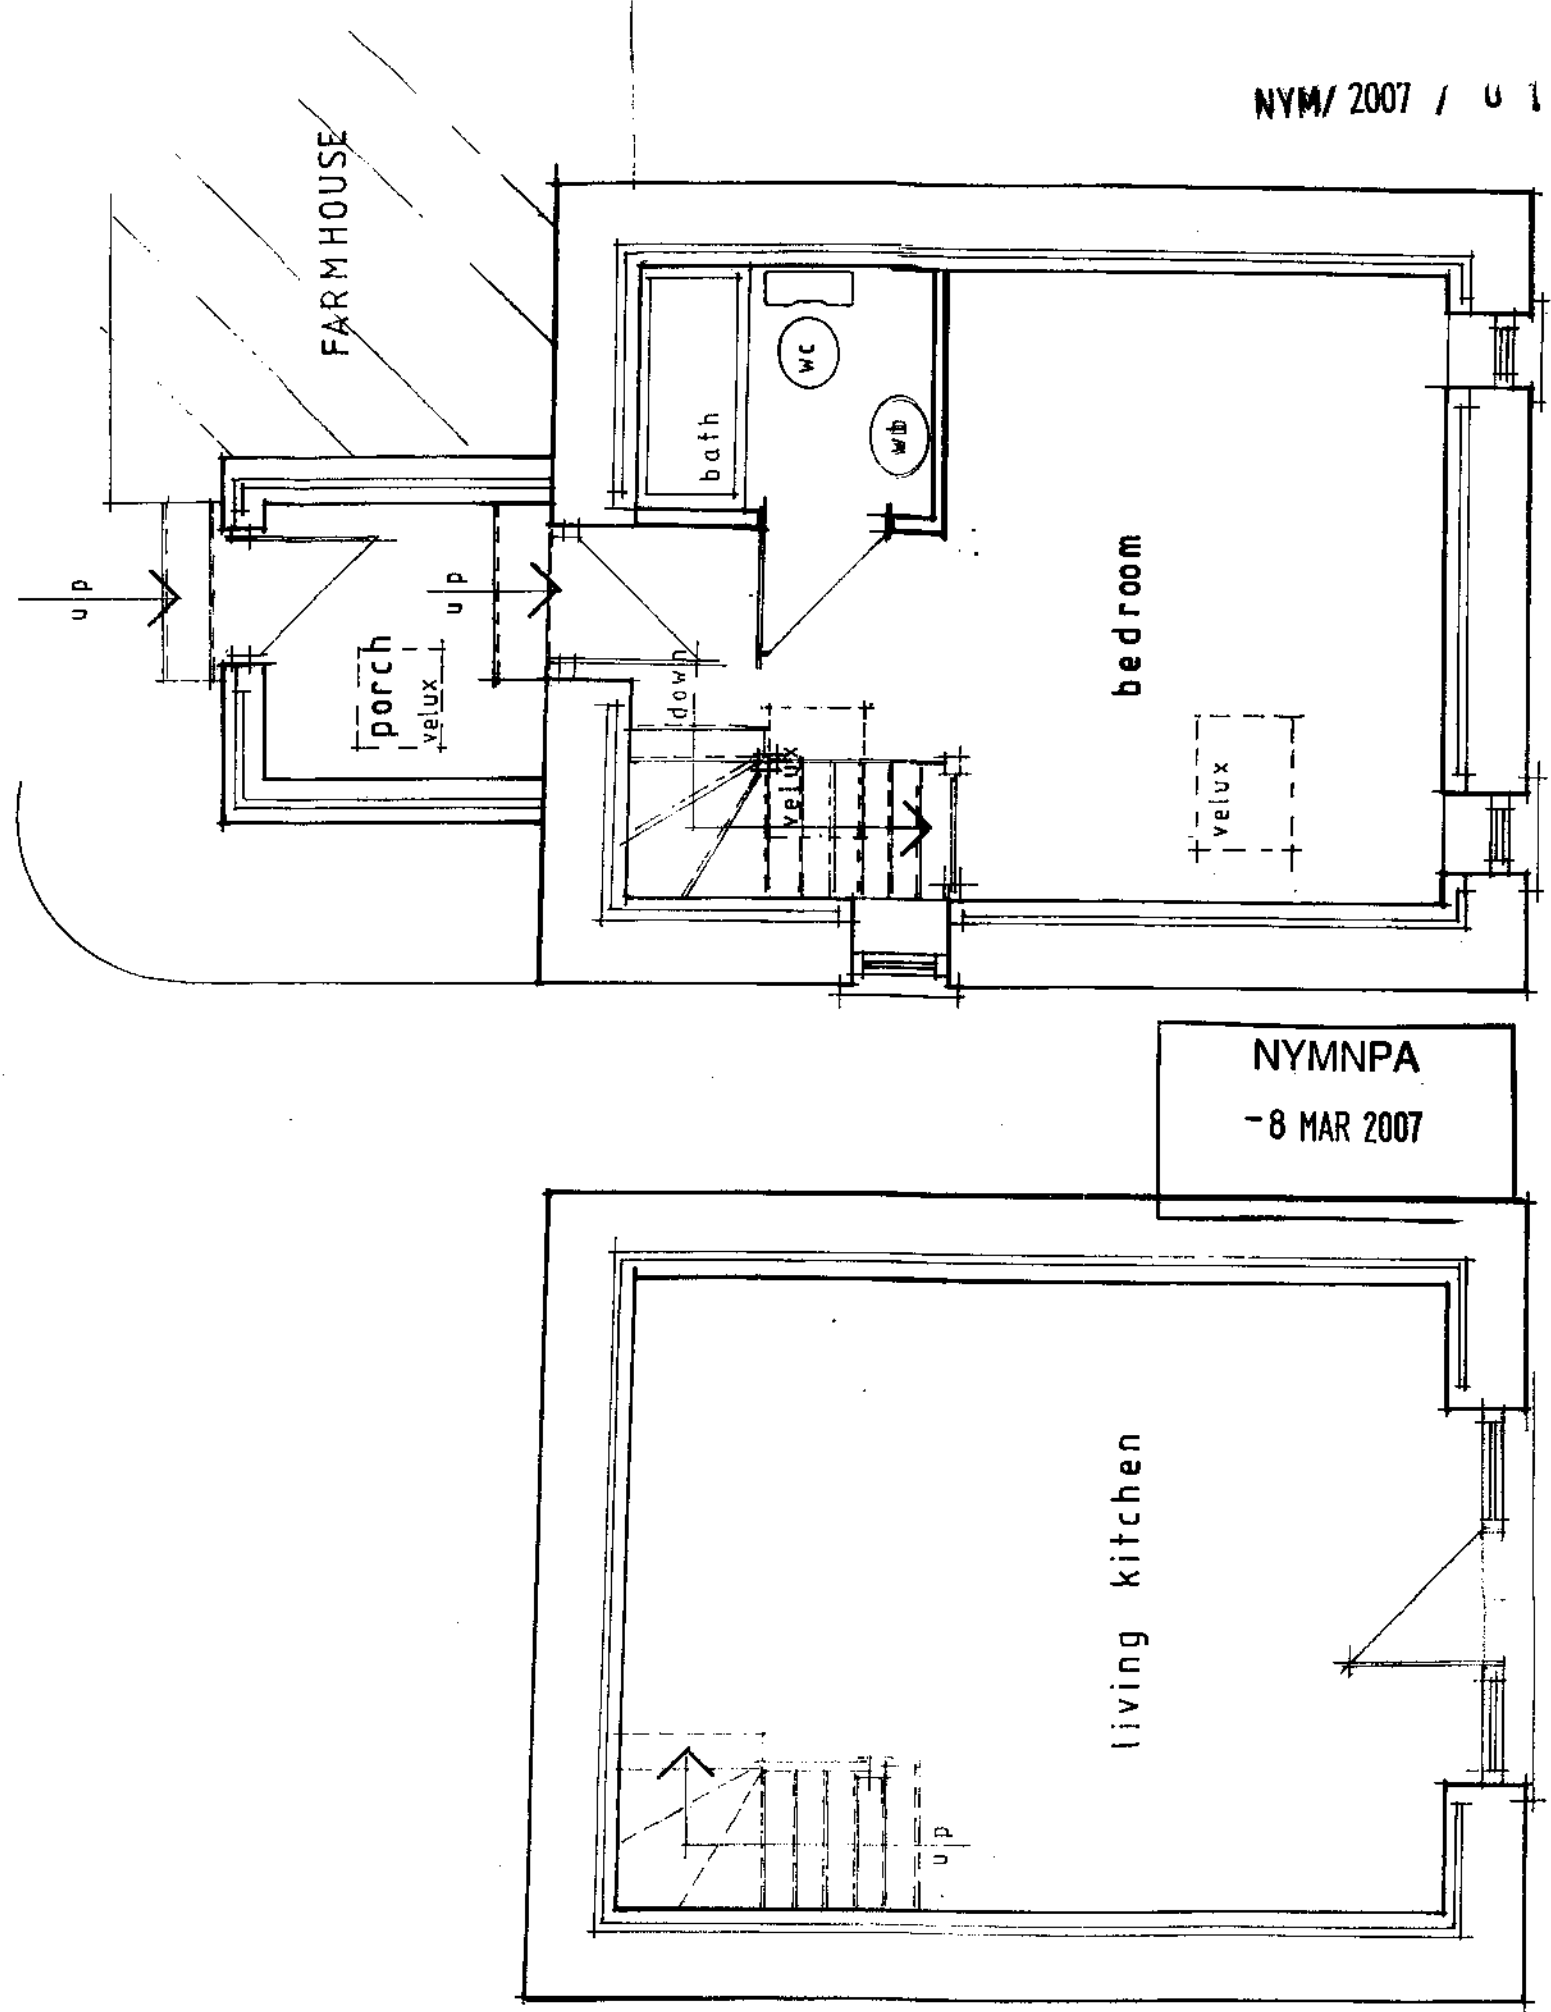 NYM/ 2007 /
FARMHOUSE
up
up
porch
velux
down
velux
bath
wc
wb
bedroom
velux
NYMNPA
-8 MAR 2007
living kitchen
up